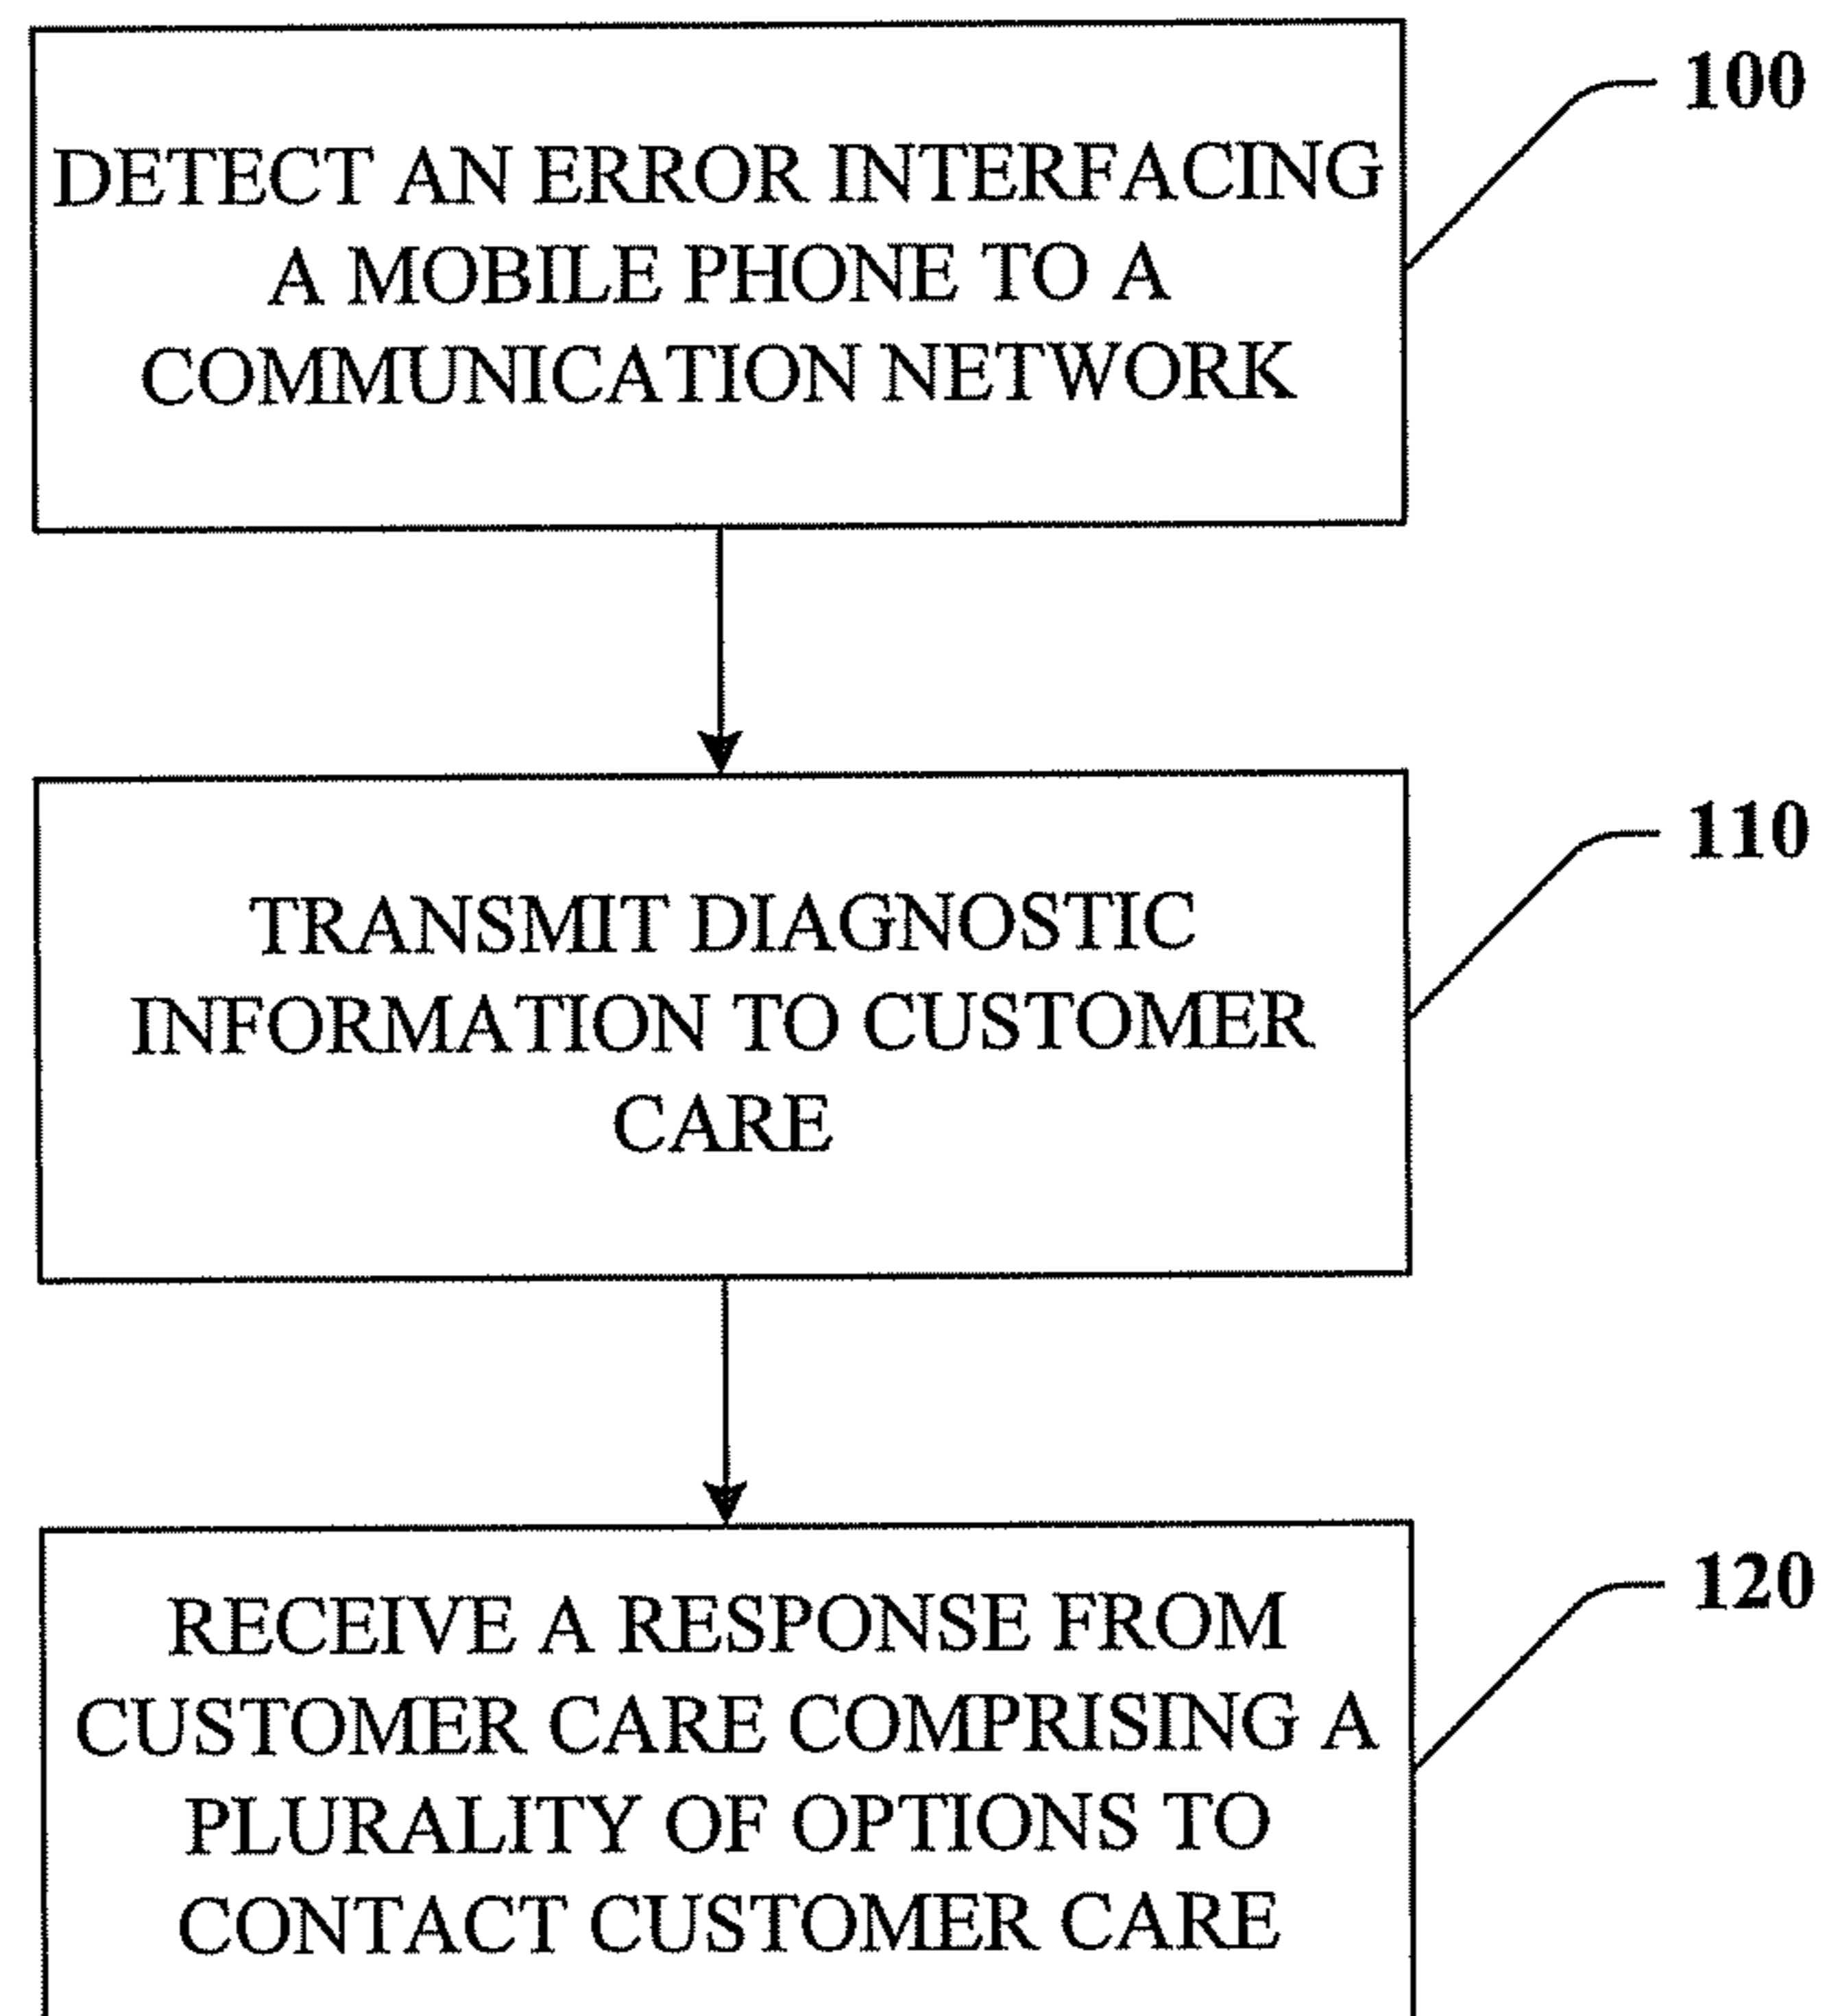 100
DETECT AN ERROR INTERFACING
A MOBILE PHONE TO A
COMMUNICATION NETWORK
110
TRANSMIT DIAGNOSTIC
INFORMATION TO CUSTOMER
CARE
120
RECEIVE A RESPONSE FROM
CUSTOMER CARE COMPRISING A
PLURALITY OF OPTIONS TO
CONTACT CUSTOMER CARE